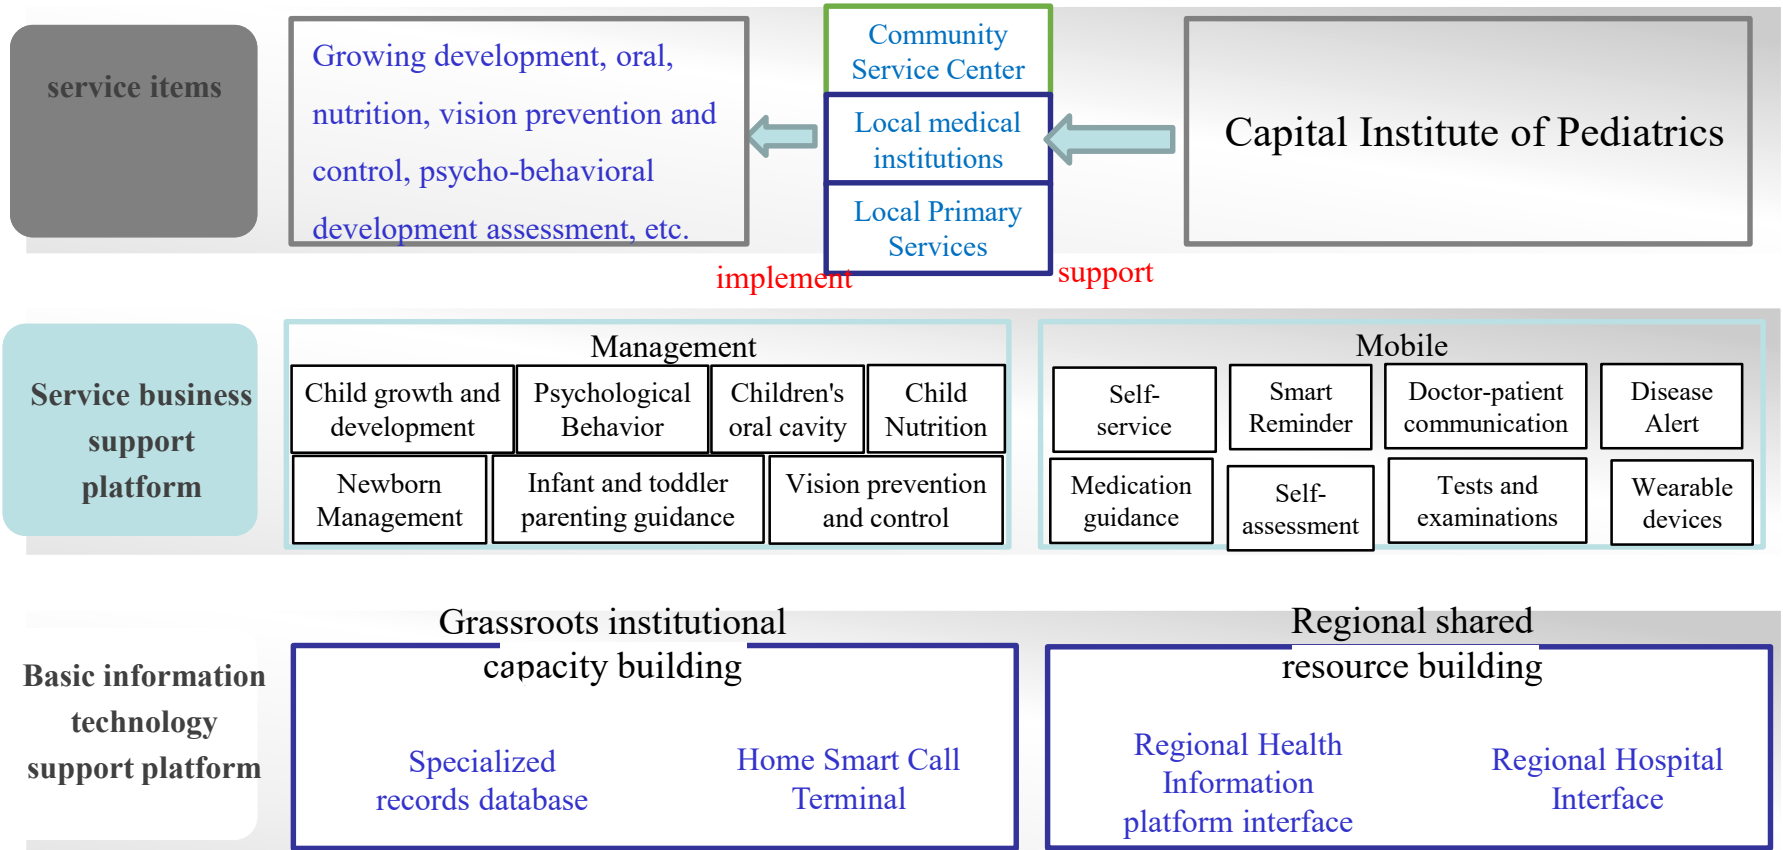 service items
Growing development, oral,
nutrition, vision prevention and
control, psycho-behavioral
development assessment, etc.
Community
Service Center
Local medical
institutions
Local Primary
Services
Capital Institute of Pediatrics
implement
support
Service business
support
platform
Management
Child growth and
development
Psychological
Behavior
Children's
oral cavity
Child
Nutrition
Newborn
Management
Infant and toddler
parenting guidance
Vision prevention
and control
Mobile
Self-
service
Smart
Reminder
Doctor-patient
communication
Disease
Alert
Medication
guidance
Self-
assessment
Tests and
examinations
Wearable
devices
Basic information
technology
support platform
Grassroots institutional
capacity building
Specialized
records database
Home Smart Call
Terminal
Regional shared
resource building
Regional Health
Information
platform interface
Regional Hospital
Interface